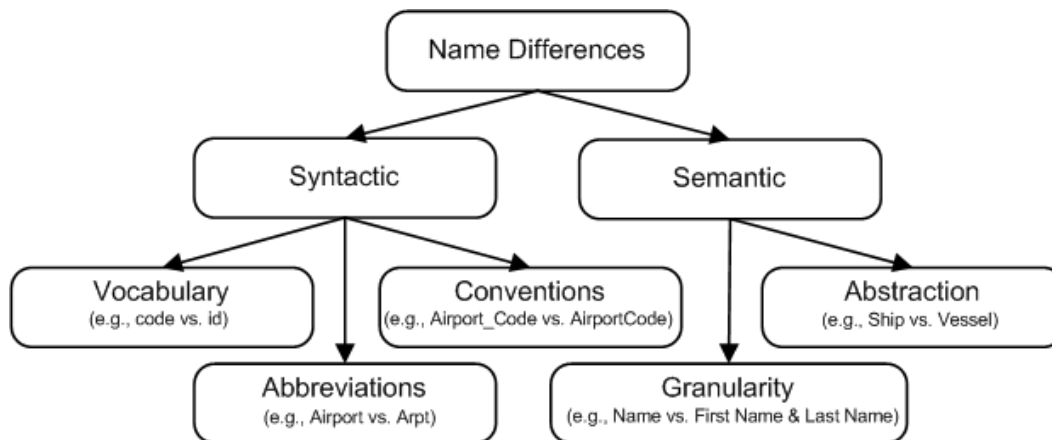 Name Differences
Syntactic
Semantic
Vocabulary
(e.g., code vs. id)
Conventions
(e.g., Airport_Code vs. AirportCode)
Abstraction
(e.g., Ship vs. Vessel)
Abbreviations
(e.g., Airport vs. Arpt)
Granularity
(e.g., Name vs. First Name & Last Name)